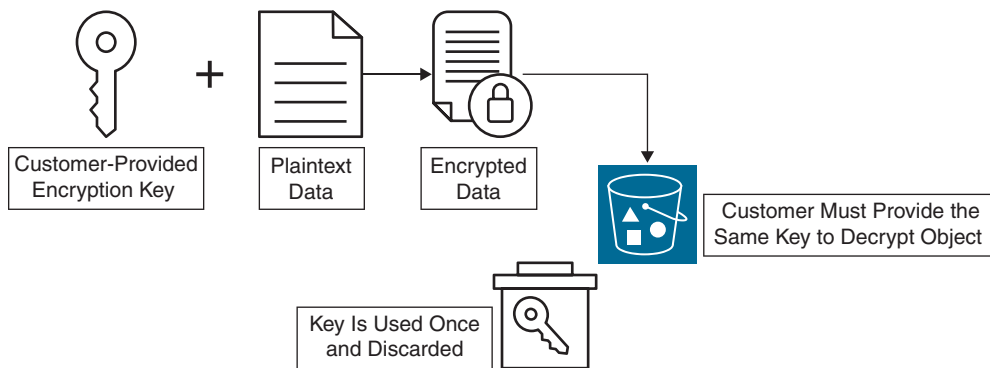 Customer-Provided
Encryption Key
Plaintext
Data
Encrypted
Data
Customer Must Provide the
Same Key to Decrypt Object
Key Is Used Once
and Discarded